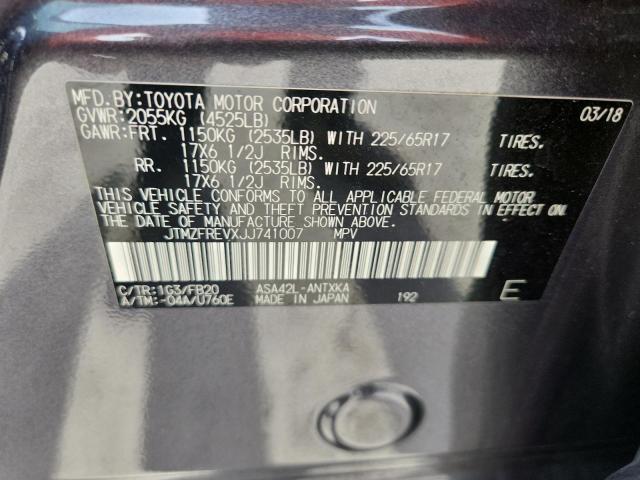 MFD. BY: TOYOTA MOTOR CORPORATION 03/18
GVWR: 2055KG (4525LB)
GAWR: FRT. 1150KG (2535LB) WITH 225/65R17 TIRES.
17X6 1/2J RIMS.
RR. 1150KG (2535LB) WITH 225/65R17 TIRES.
17X6 1/2J RIMS.
THIS VEHICLE CONFORMS TO ALL APPLICABLE FEDERAL MOTOR
VEHICLE SAFETY AND THEFT PREVENTION STANDARDS IN EFFECT ON
THE DATE OF MANUFACTURE SHOWN ABOVE.
JTMZFREVXJJ741007 MPV
C/TR: 1G3/FB20 ASA42L-ANTXKA
A/TM: -04A/U760E MADE IN JAPAN 192 E